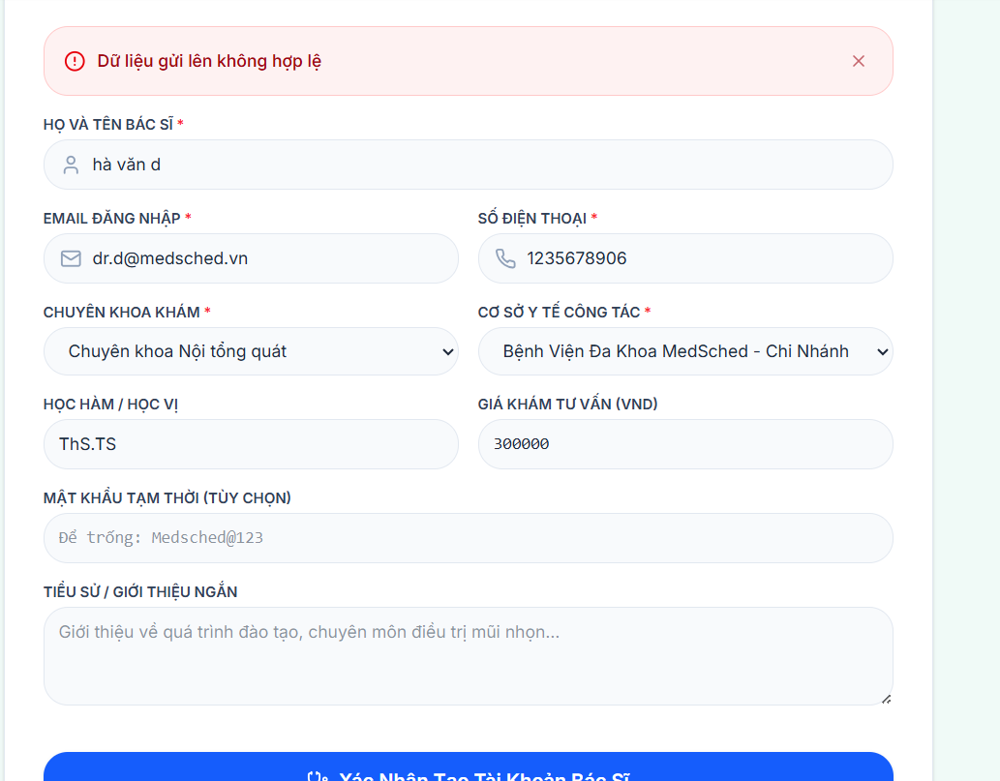 Dữ liệu gửi lên không hợp lệ
HỌ VÀ TÊN BÁC SĨ *
hà văn d
EMAIL ĐĂNG NHẬP *
SỐ ĐIỆN THOẠI *
dr.d@medsched.vn
1235678906
CHUYÊN KHOA KHÁM *
CƠ SỞ Y TẾ CÔNG TÁC *
Chuyên khoa Nội tổng quát
Bệnh Viện Đa Khoa MedSched - Chi Nhánh
HỌC HÀM / HỌC VỊ
GIÁ KHÁM TƯ VẤN (VND)
ThS.TS
300000
MẬT KHẨU TẠM THỜI (TÙY CHỌN)
Để trống: Medsched@123
TIỂU SỬ / GIỚI THIỆU NGẮN
Giới thiệu về quá trình đào tạo, chuyên môn điều trị mũi nhọn...
Xác Nhận Tạo Tài Khoản Bác Sĩ